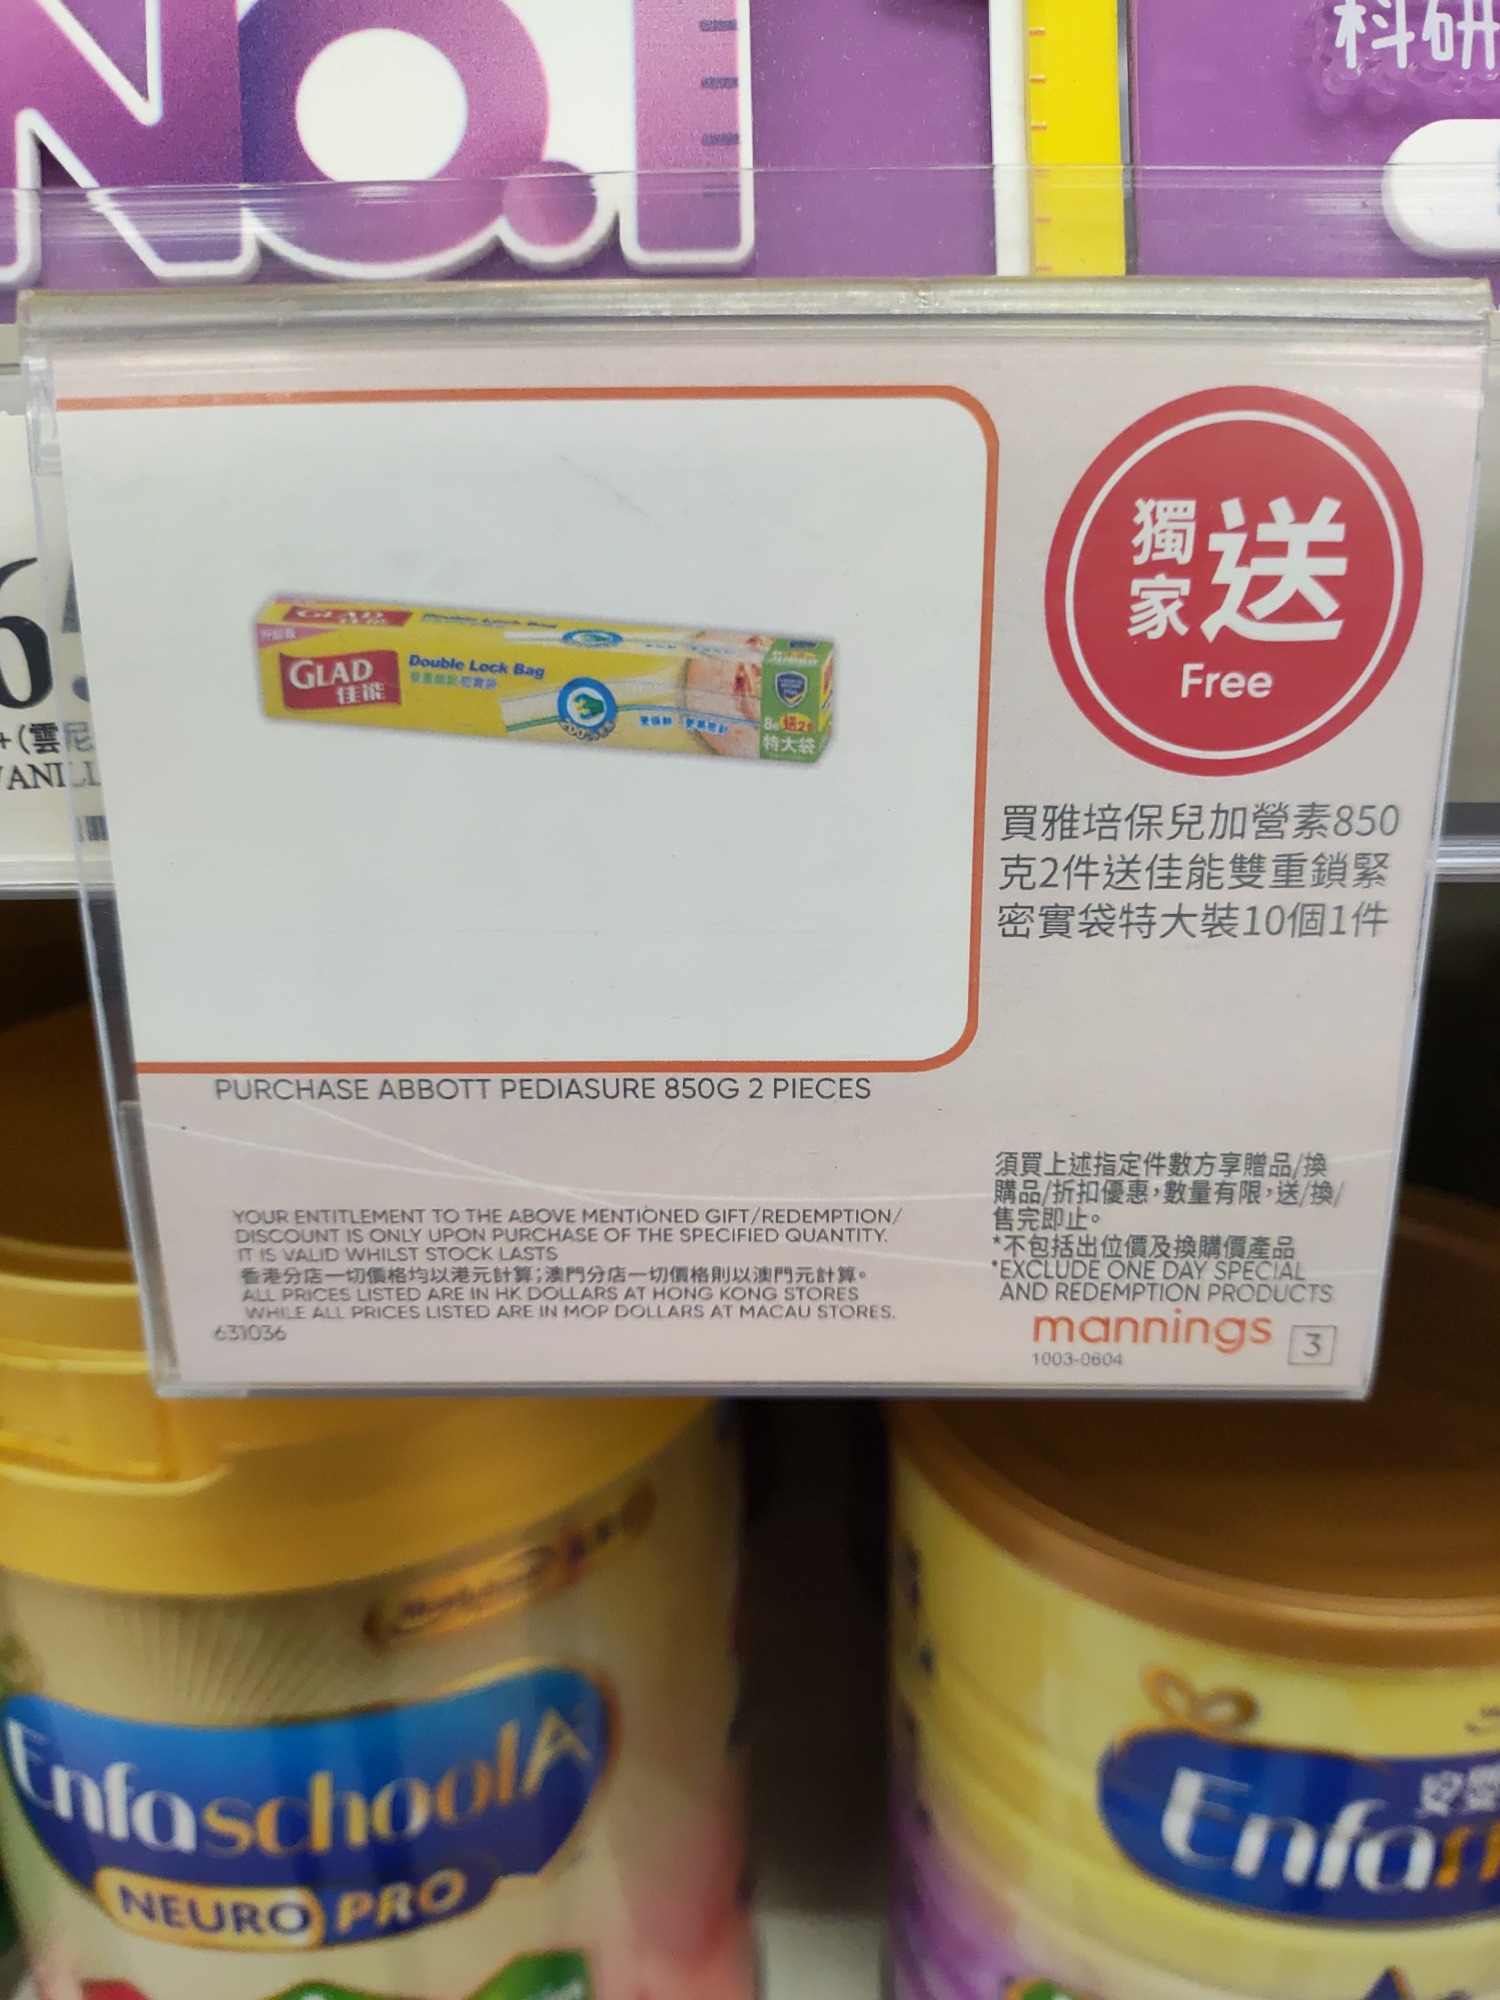 No.1
科研
獨家送
Free
GLAD
佳能
Double Lock Bag
特大袋
買雅培保兒加營素850
克2件送佳能雙重鎖緊
密實袋特大裝10個1件
PURCHASE ABBOTT PEDIASURE 850G 2 PIECES
YOUR ENTITLEMENT TO THE ABOVE MENTIONED GIFT/REDEMPTION/
DISCOUNT IS ONLY UPON PURCHASE OF THE SPECIFIED QUANTITY.
IT IS VALID WHILST STOCK LASTS
香港分店一切價格均以港元計算;澳門分店一切價格則以澳門元計算。
ALL PRICES LISTED ARE IN HK DOLLARS AT HONG KONG STORES
WHILE ALL PRICES LISTED ARE IN MOP DOLLARS AT MACAU STORES.
631036
須買上述指定件數方享贈品/換
購品/折扣優惠,數量有限,送/換/
售完即止。
*不包括出位價及換購價產品
*EXCLUDE ONE DAY SPECIAL
AND REDEMPTION PRODUCTS
mannings
1003-0604
3
EnfaschoolA
NEURO PRO